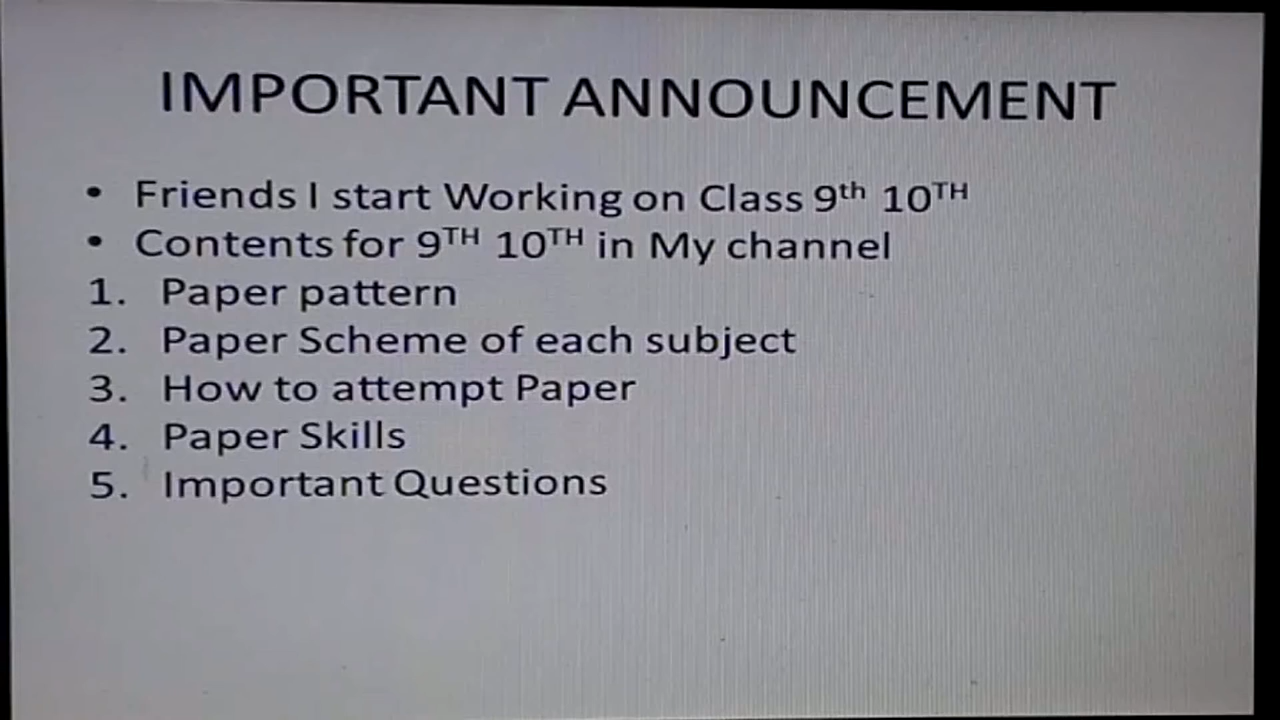 IMPORTANT ANNOUNCEMENT
• Friends I start Working on Class 9th 10TH
• Contents for 9TH 10TH in My channel
1. Paper pattern
2. Paper Scheme of each subject
3. How to attempt Paper
4. Paper Skills
5. Important Questions